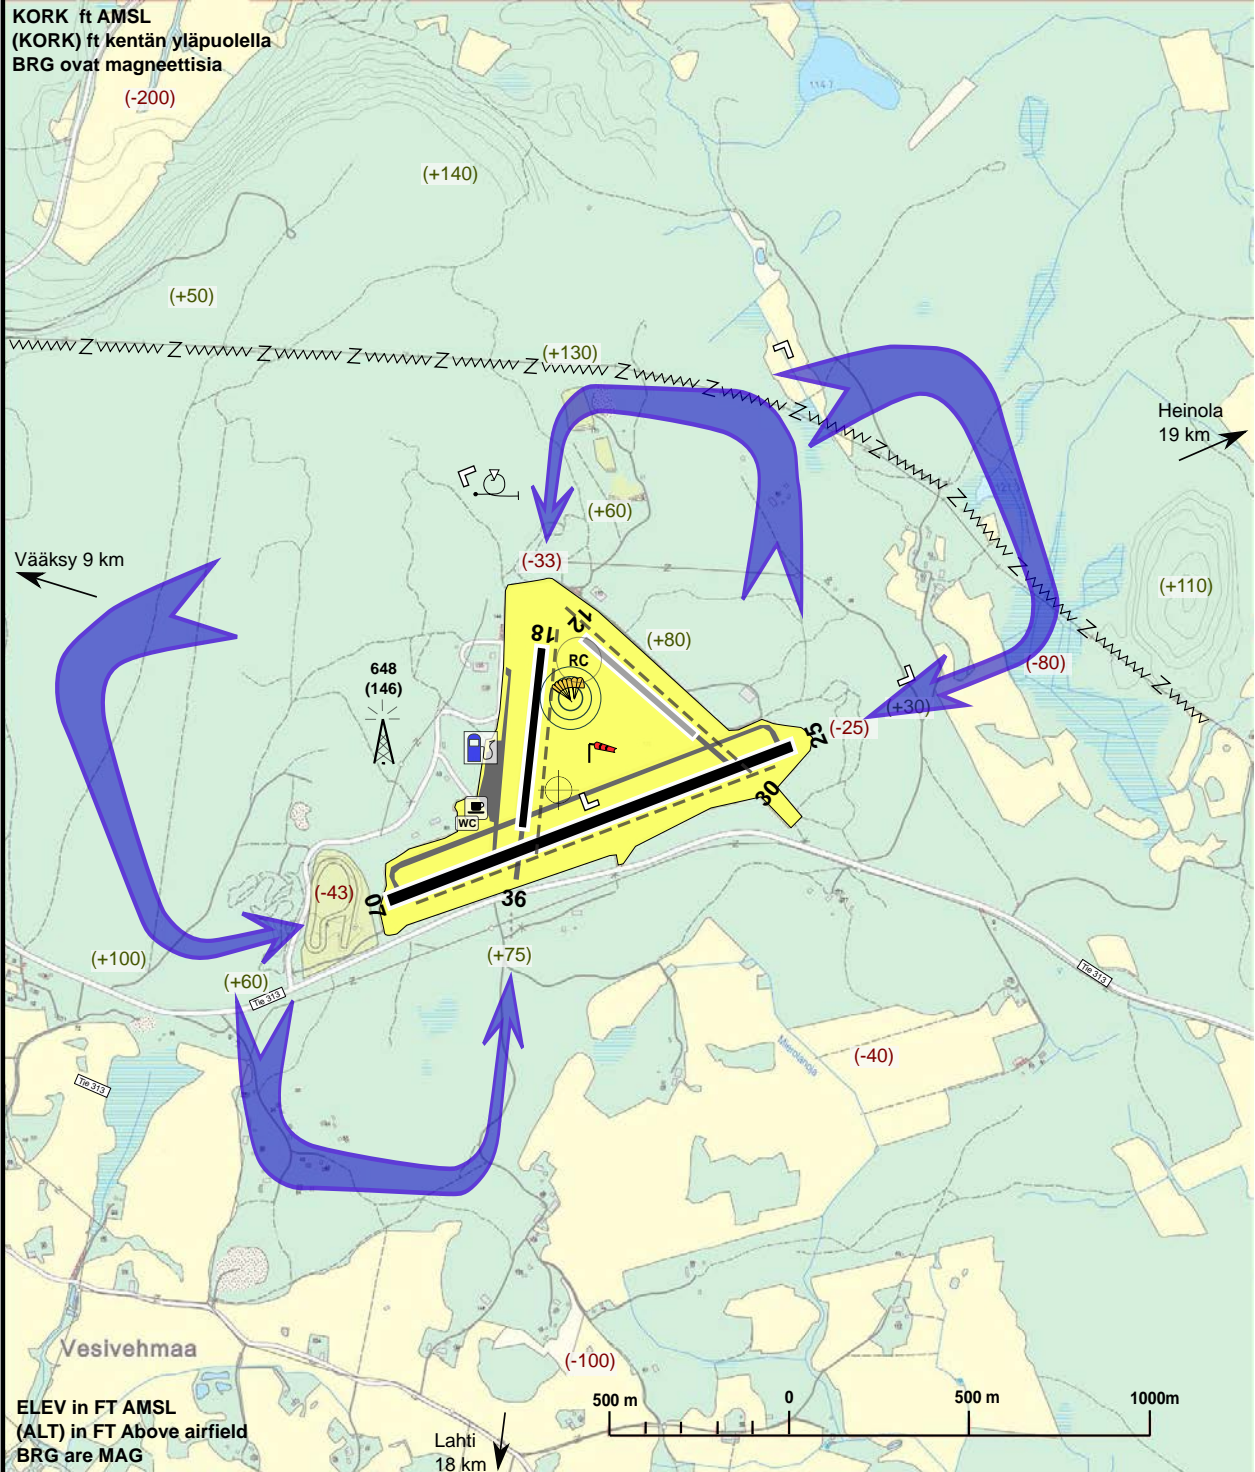 KORK ft AMSL
(KORK) ft kentän yläpuolella
BRG ovat magneettisia
(-200)
114.7
(+140)
(+50)
(+130)
Heinola
19 km
(+60)
(-33)
Vääksy 9 km
(+110)
18
12
(+80)
RC
648
(146)
(-80)
(+30)
(-25)
25
30
WC
(-43)
07
36
(+100)
(+75)
(+60)
Tie 313
Tie 313
(-40)
Tie 313
Vesivehmaa
(-100)
500 m
0
500 m
1000m
ELEV in FT AMSL
(ALT) in FT Above airfield
BRG are MAG
Lahti
18 km